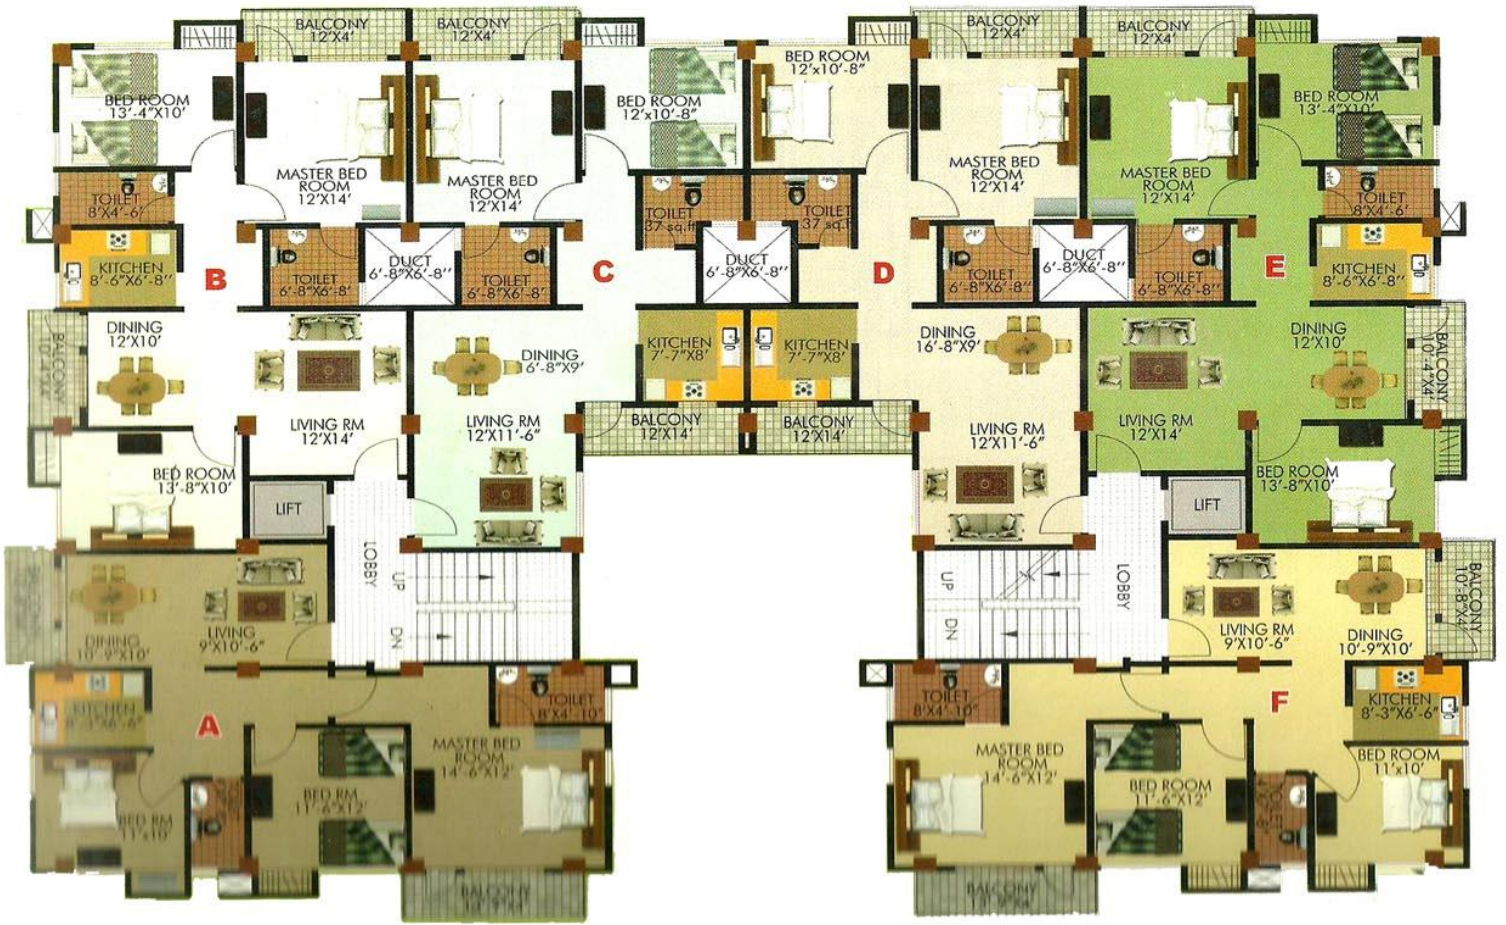 BALCONY
12'X4'
BALCONY
12'X4'
BALCONY
12'X4'
BALCONY
12'X4'
BED ROOM
13'-4"X10'
MASTER BED
ROOM
12'X14'
MASTER BED
ROOM
12'X14'
BED ROOM
12'x10'-8"
BED ROOM
12'x10'-8"
MASTER BED
ROOM
12'X14'
MASTER BED
ROOM
12'X14'
BED ROOM
13'-4"X10'
TOILET
8'X4'-6'
TOILET
37 sq.ft
TOILET
37 sq.ft
TOILET
8'X4'-6'
KITCHEN
8'-6"X6'-8''
B
TOILET
6'-8"X6'-8'
DUCT
6'-8"X6'-8''
TOILET
6'-8"X6'-8'
C
DUCT
6'-8"X6'-8''
D
TOILET
6'-8"X6'-8''
DUCT
6'-8"X6'-8''
TOILET
6'-8"X6'-8''
E
KITCHEN
8'-6"X6'-8''
BALCONY
DINING
12'X10'
LIVING RM
12'X14'
DINING
6'-8"X9'
LIVING RM
12'X11'-6"
KITCHEN
7'-7"X8'
KITCHEN
7'-7"X8'
BALCONY
12'X14'
BALCONY
12'X14'
DINING
16'-8"X9'
LIVING RM
12'X11'-6"
LIVING RM
12'X14'
DINING
12'X10'
BALCONY
10'-4"X4'
BED ROOM
13'-8"X10'
LIFT
LIFT
BED ROOM
13'-8"X10'
DINING
10'-9"X10'
LIVING
9'X10'-6"
LOBBY
UP
DN
UP
DN
LOBBY
LIVING RM
9'X10'-6"
DINING
10'-9"X10'
BALCONY
10'-8"X4'
KITCHEN
A
TOILET
8'X4'-10"
MASTER BED
ROOM
14'-6"X12'
BED RM
11'x10'
BED RM
11'-6"X12'
BALCONY
TOILET
8'X4'-10"
MASTER BED
ROOM
14'-6"X12'
BED ROOM
11'-6"X12'
F
KITCHEN
8'-3"X6'-6"
BED ROOM
11'x10'
TOILET
BALCONY